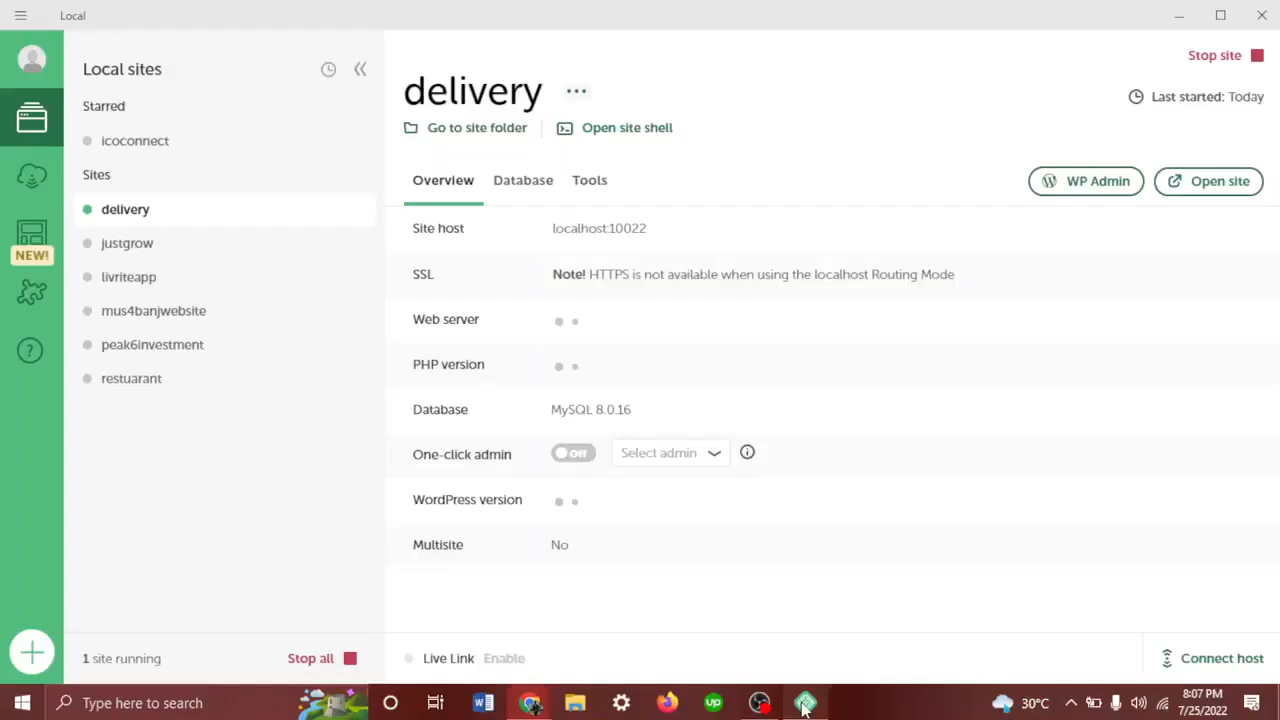 Local
Local sites
Starred
icoconnect
Sites
delivery
justgrow
livriteapp
mus4banjwebsite
peak6investment
restuarant
NEW!
?
1 site running
Stop all
Stop site
delivery
Last started: Today
Go to site folder
Open site shell
Overview
Database
Tools
WP Admin
Open site
Site host
localhost:10022
SSL
Note! HTTPS is not available when using the localhost Routing Mode
Web server
PHP version
Database
MySQL 8.0.16
One-click admin
Off
Select admin
WordPress version
Multisite
No
Live Link
Enable
Connect host
Type here to search
W
up
30°C
8:07 PM
7/25/2022